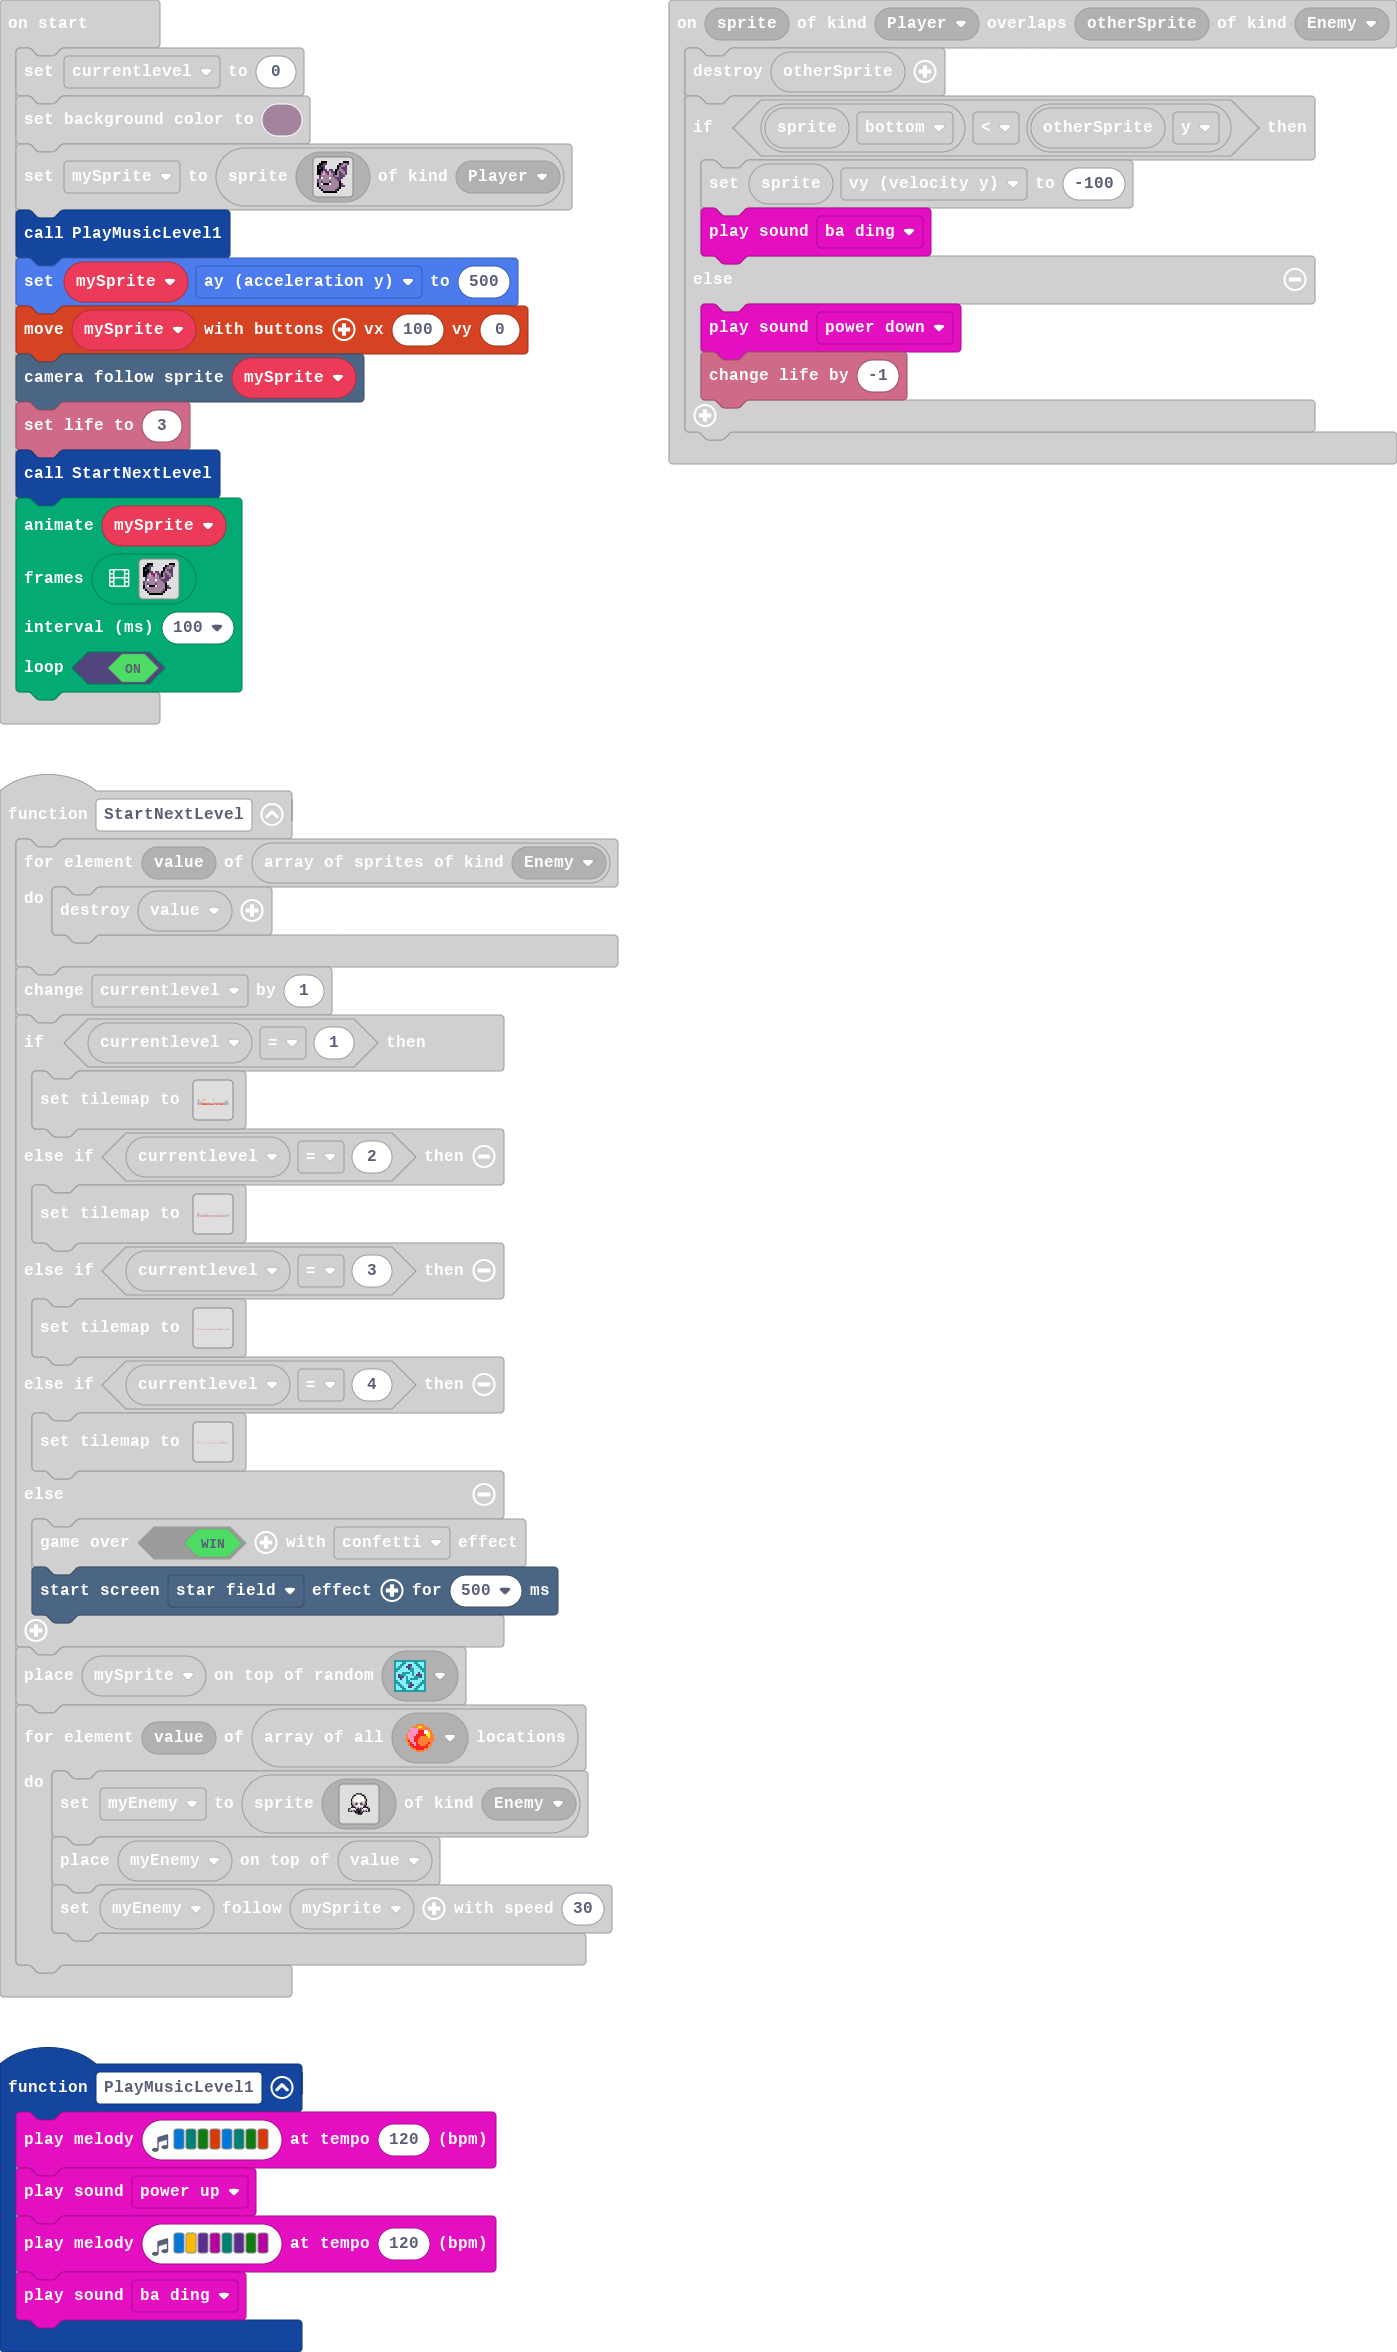 on start
set currentlevel to 0
set background color to
set mySprite to sprite of kind Player
call PlayMusicLevel1
set mySprite ay (acceleration y) to 500
move mySprite with buttons vx 100 vy 0
camera follow sprite mySprite
set life to 3
call StartNextLevel
animate mySprite
frames
interval (ms) 100
loop ON
on sprite of kind Player overlaps otherSprite of kind Enemy
destroy otherSprite
if sprite bottom < otherSprite y then
set sprite vy (velocity y) to -100
play sound ba ding
else
play sound power down
change life by -1
function StartNextLevel
for element value of array of sprites of kind Enemy
do destroy value
change currentlevel by 1
if currentlevel = 1 then
set tilemap to
else if currentlevel = 2 then
set tilemap to
else if currentlevel = 3 then
set tilemap to
else if currentlevel = 4 then
set tilemap to
else
game over WIN with confetti effect
start screen star field effect for 500 ms
place mySprite on top of random
for element value of array of all locations
do
set myEnemy to sprite of kind Enemy
place myEnemy on top of value
set myEnemy follow mySprite with speed 30
function PlayMusicLevel1
play melody at tempo 120 (bpm)
play sound power up
play melody at tempo 120 (bpm)
play sound ba ding